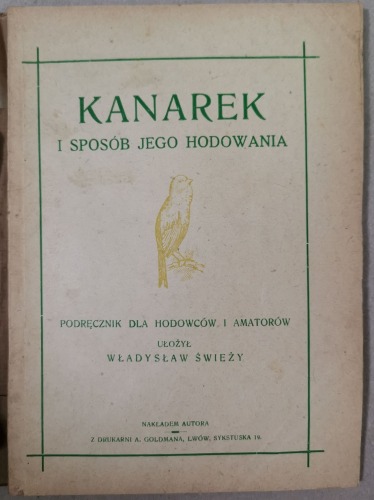 KANAREK
I SPOSÓB JEGO HODOWANIA
PODRĘCZNIK DLA HODOWCÓW I AMATORÓW
UŁOŻYŁ
WŁADYSŁAW ŚWIEŻY
NAKŁADEM AUTORA
Z DRUKARNI A. GOLDMANA, LWÓW, SYKSTUSKA 19.